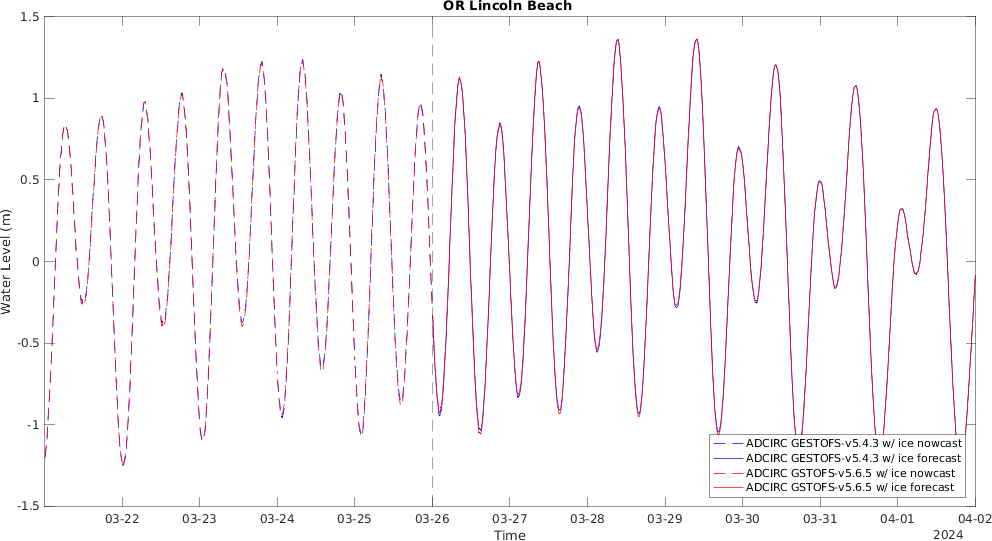 OR Lincoln Beach
1.5
1
0.5
0
-0.5
-1
-1.5
Water Level (m)
ADCIRC GESTOFS-v5.4.3 w/ ice nowcast
ADCIRC GESTOFS-v5.4.3 w/ ice forecast
ADCIRC GSTOFS-v5.6.5 w/ ice nowcast
ADCIRC GSTOFS-v5.6.5 w/ ice forecast
03-22 03-23 03-24 03-25 03-26 03-27 03-28 03-29 03-30 03-31 04-01 04-02
Time
2024